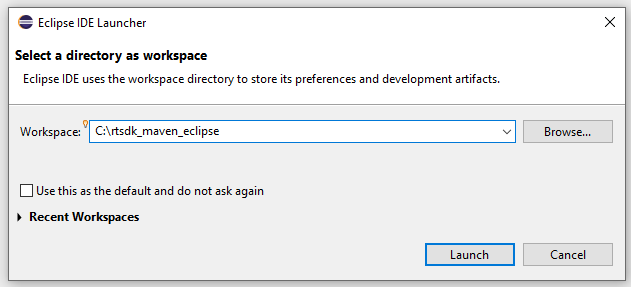 Eclipse IDE Launcher
Select a directory as workspace
Eclipse IDE uses the workspace directory to store its preferences and development artifacts.
Workspace: C:\rtsdk_maven_eclipse Browse...
Use this as the default and do not ask again
Recent Workspaces
Launch Cancel